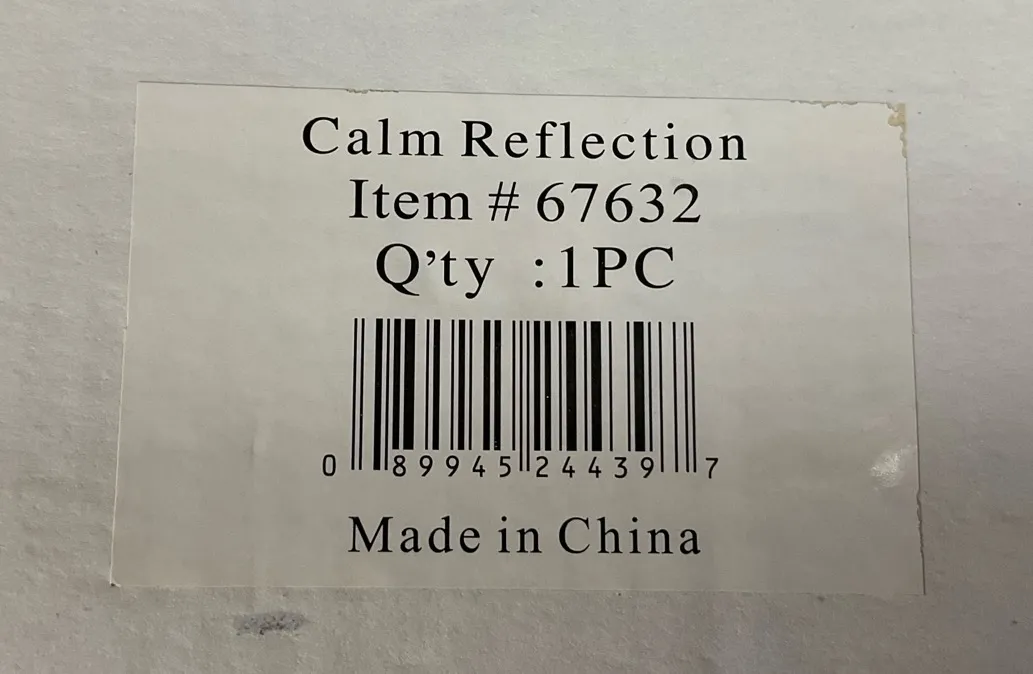 Calm Reflection
Item # 67632
Q'ty :1PC
0 89945 24439 7
Made in China